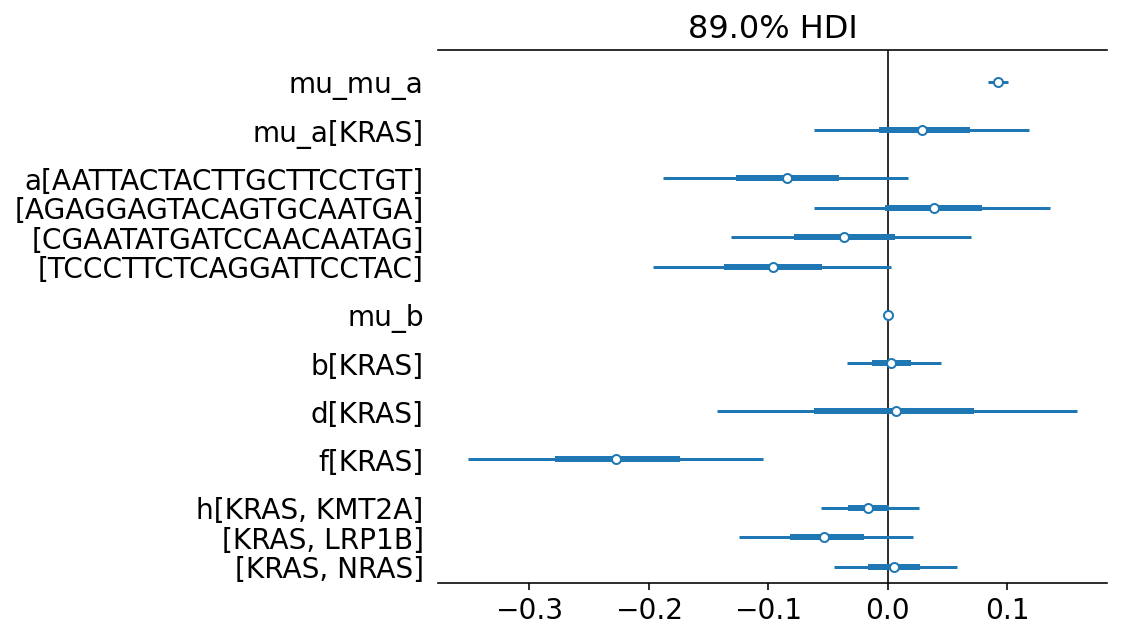 89.0% HDI
mu_mu_a
mu_a[KRAS]
a[AATTACTACTTGCTTCCTGT]
[AGAGGAGTACAGTGCAATGA]
[CGAATATGATCCAACAATAG]
[TCCCTTCTCAGGATTCCTAC]
mu_b
b[KRAS]
d[KRAS]
f[KRAS]
h[KRAS, KMT2A]
[KRAS, LRP1B]
[KRAS, NRAS]
−0.3 −0.2 −0.1 0.0 0.1